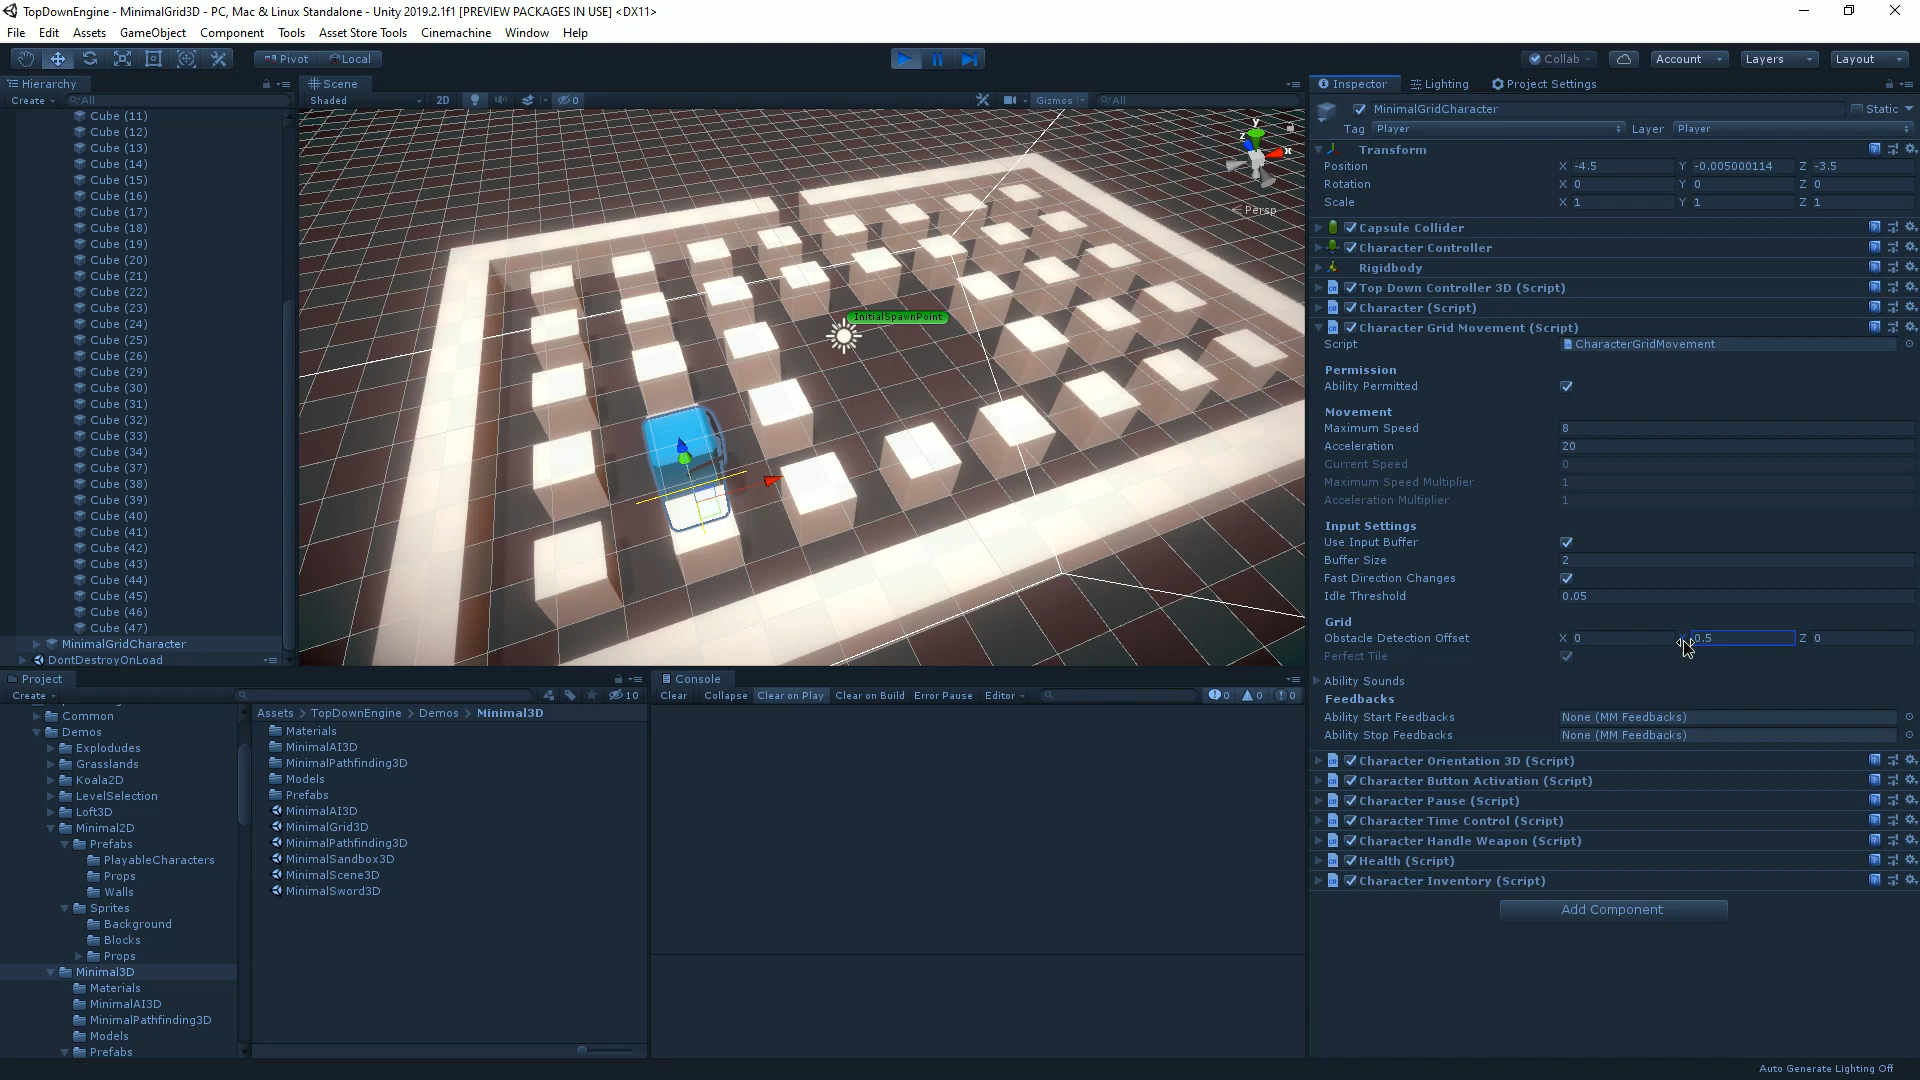 TopDownEngine - MinimalGrid3D - PC, Mac & Linux Standalone - Unity 2019.2.1f1 [PREVIEW PACKAGES IN USE] <DX11>
File Edit Assets GameObject Component Tools Asset Store Tools Cinemachine Window Help
Pivot Local
Collab Account Layers Layout
Hierarchy
Create All
Cube (11)
Cube (12)
Cube (13)
Cube (14)
Cube (15)
Cube (16)
Cube (17)
Cube (18)
Cube (19)
Cube (20)
Cube (21)
Cube (22)
Cube (23)
Cube (24)
Cube (25)
Cube (26)
Cube (29)
Cube (30)
Cube (31)
Cube (32)
Cube (33)
Cube (34)
Cube (37)
Cube (38)
Cube (39)
Cube (40)
Cube (41)
Cube (42)
Cube (43)
Cube (44)
Cube (45)
Cube (46)
Cube (47)
MinimalGridCharacter
DontDestroyOnLoad
Scene
Shaded 2D 0 Gizmos All
y
z
x
Persp
InitialSpawnPoint
Project
Create 10
Common
Demos
Explodudes
Grasslands
Koala2D
LevelSelection
Loft3D
Minimal2D
Prefabs
PlayableCharacters
Props
Walls
Sprites
Background
Blocks
Props
Minimal3D
Materials
MinimalAI3D
MinimalPathfinding3D
Models
Prefabs
Assets > TopDownEngine > Demos > Minimal3D
Materials
MinimalAI3D
MinimalPathfinding3D
Models
Prefabs
MinimalAI3D
MinimalGrid3D
MinimalPathfinding3D
MinimalSandbox3D
MinimalScene3D
MinimalSword3D
Console
Clear Collapse Clear on Play Clear on Build Error Pause Editor 0 0 0
Inspector Lighting Project Settings
MinimalGridCharacter Static
Tag Player Layer Player
Transform
Position X -4.5 Y -0.005000114 Z -3.5
Rotation X 0 Y 0 Z 0
Scale X 1 Y 1 Z 1
Capsule Collider
Character Controller
Rigidbody
Top Down Controller 3D (Script)
Character (Script)
Character Grid Movement (Script)
Script CharacterGridMovement
Permission
Ability Permitted
Movement
Maximum Speed 8
Acceleration 20
Current Speed 0
Maximum Speed Multiplier 1
Acceleration Multiplier 1
Input Settings
Use Input Buffer
Buffer Size 2
Fast Direction Changes
Idle Threshold 0.05
Grid
Obstacle Detection Offset X 0 0.5 Z 0
Perfect Tile
Ability Sounds
Feedbacks
Ability Start Feedbacks None (MM Feedbacks)
Ability Stop Feedbacks None (MM Feedbacks)
Character Orientation 3D (Script)
Character Button Activation (Script)
Character Pause (Script)
Character Time Control (Script)
Character Handle Weapon (Script)
Health (Script)
Character Inventory (Script)
Add Component
Auto Generate Lighting Off